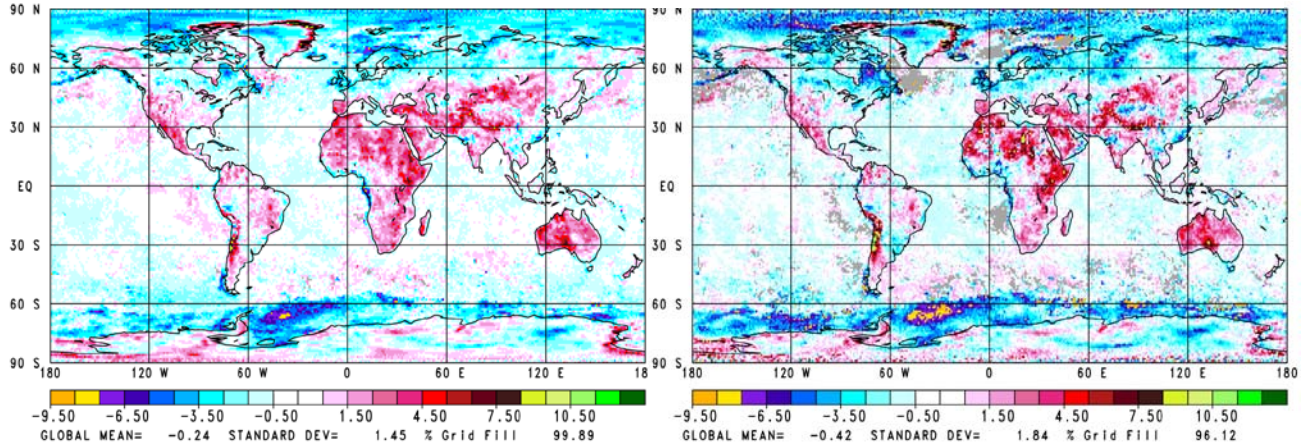 90 N
60 N
30 N
EQ
30 S
60 S
90 S
180 120 W 60 W 0 60 E 120 E 180
-9.50 -6.50 -3.50 -0.50 1.50 4.50 7.50 10.50
GLOBAL MEAN= -0.24 STANDARD DEV= 1.45 % Grid Fill 99.89
90 N
60 N
30 N
EQ
30 S
60 S
90 S
180 120 W 60 W 0 60 E 120 E 180
-9.50 -6.50 -3.50 -0.50 1.50 4.50 7.50 10.50
GLOBAL MEAN= -0.42 STANDARD DEV= 1.84 % Grid Fill 96.12